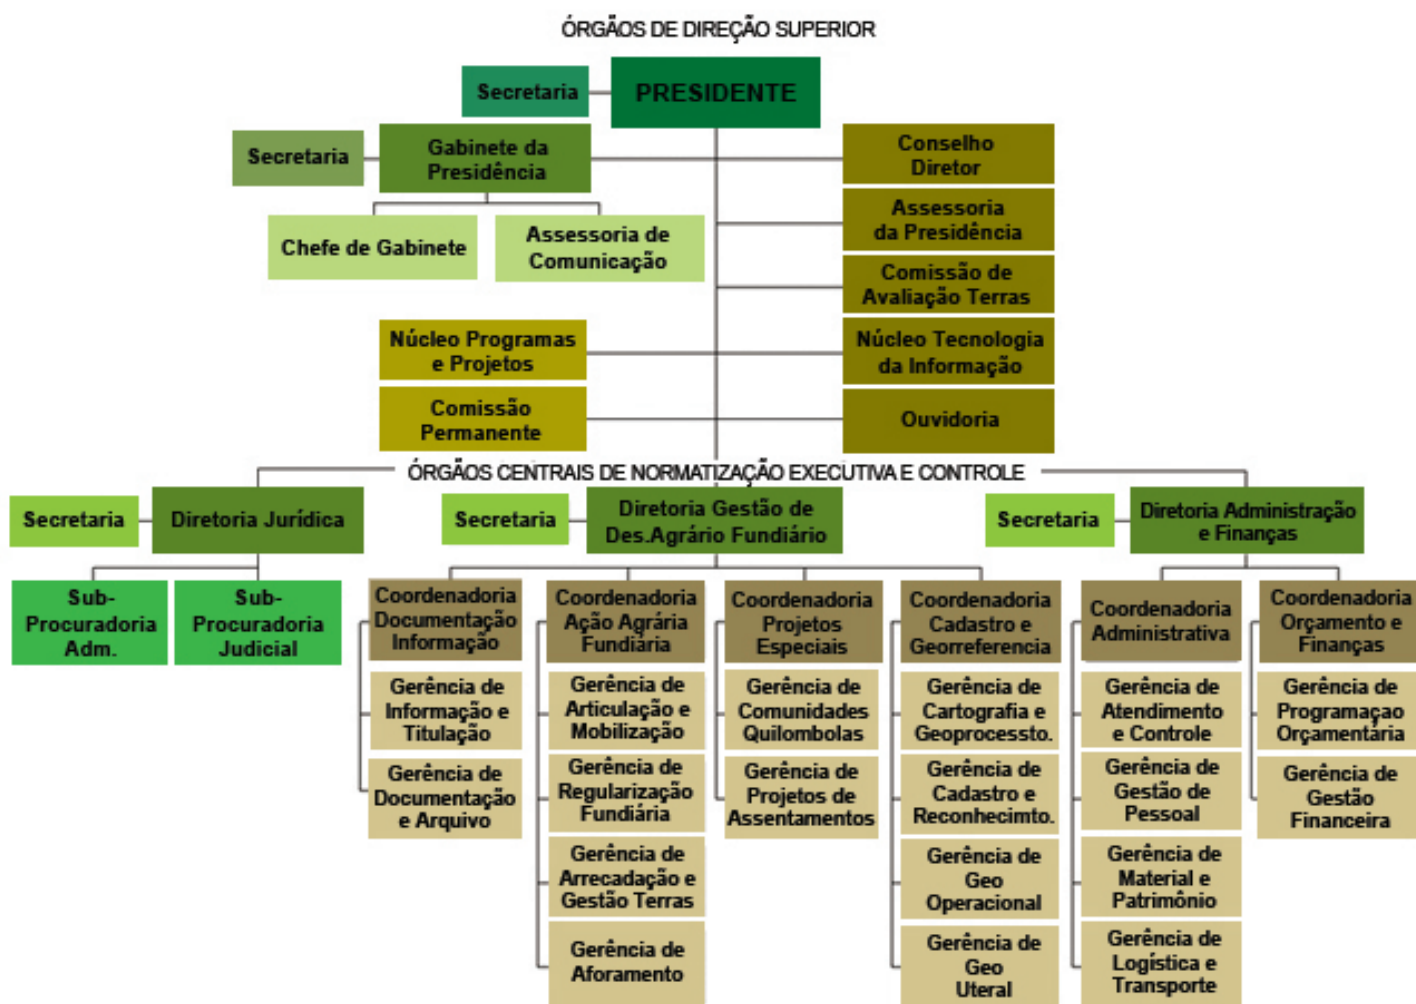 ÓRGÃOS DE DIREÇÃO SUPERIOR
Secretaria
PRESIDENTE
Secretaria
Gabinete da
Presidência
Conselho
Diretor
Chefe de Gabinete
Assessoria de
Comunicação
Assessoria
da Presidência
Comissão de
Avaliação Terras
Núcleo Programas
e Projetos
Núcleo Tecnologia
da Informação
Comissão
Permanente
Ouvidoria
ÓRGÃOS CENTRAIS DE NORMATIZAÇÃO EXECUTIVA E CONTROLE
Secretaria
Diretoria Jurídica
Secretaria
Diretoria Gestão de
Des.Agrário Fundiário
Secretaria
Diretoria Administração
e Finanças
Sub-
Procuradoria
Adm.
Sub-
Procuradoria
Judicial
Coordenadoria
Documentação
Informação
Coordenadoria
Ação Agrária
Fundiária
Coordenadoria
Projetos
Especiais
Coordenadoria
Cadastro e
Georreferencia
Coordenadoria
Administrativa
Coordenadoria
Orçamento e
Finanças
Gerência de
Informação e
Titulação
Gerência de
Articulação e
Mobilização
Gerência de
Comunidades
Quilombolas
Gerência de
Cartografia e
Geoprocessto.
Gerência de
Atendimento
e Controle
Gerência de
Programaçao
Orçamentária
Gerência de
Documentação
e Arquivo
Gerência de
Regularização
Fundiária
Gerência de
Projetos de
Assentamentos
Gerência de
Cadastro e
Reconhecimto.
Gerência de
Gestão de
Pessoal
Gerência de
Gestão
Financeira
Gerência de
Arrecadação e
Gestão Terras
Gerência de
Geo
Operacional
Gerência de
Material e
Patrimônio
Gerência de
Aforamento
Gerência de
Geo
Uteral
Gerência de
Logística e
Transporte